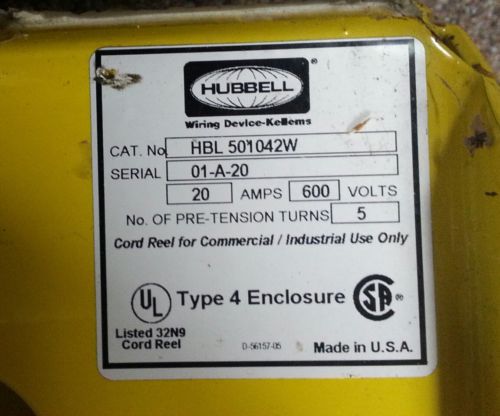 HUBBELL ®
Wiring Device-Kellems
CAT. No HBL 501042W
SERIAL 01-A-20
20 AMPS 600 VOLTS
No. OF PRE-TENSION TURNS 5
Cord Reel for Commercial / Industrial Use Only
UL Type 4 Enclosure SA ®
Listed 32N9
Cord Reel D-56157-05 Made in U.S.A.